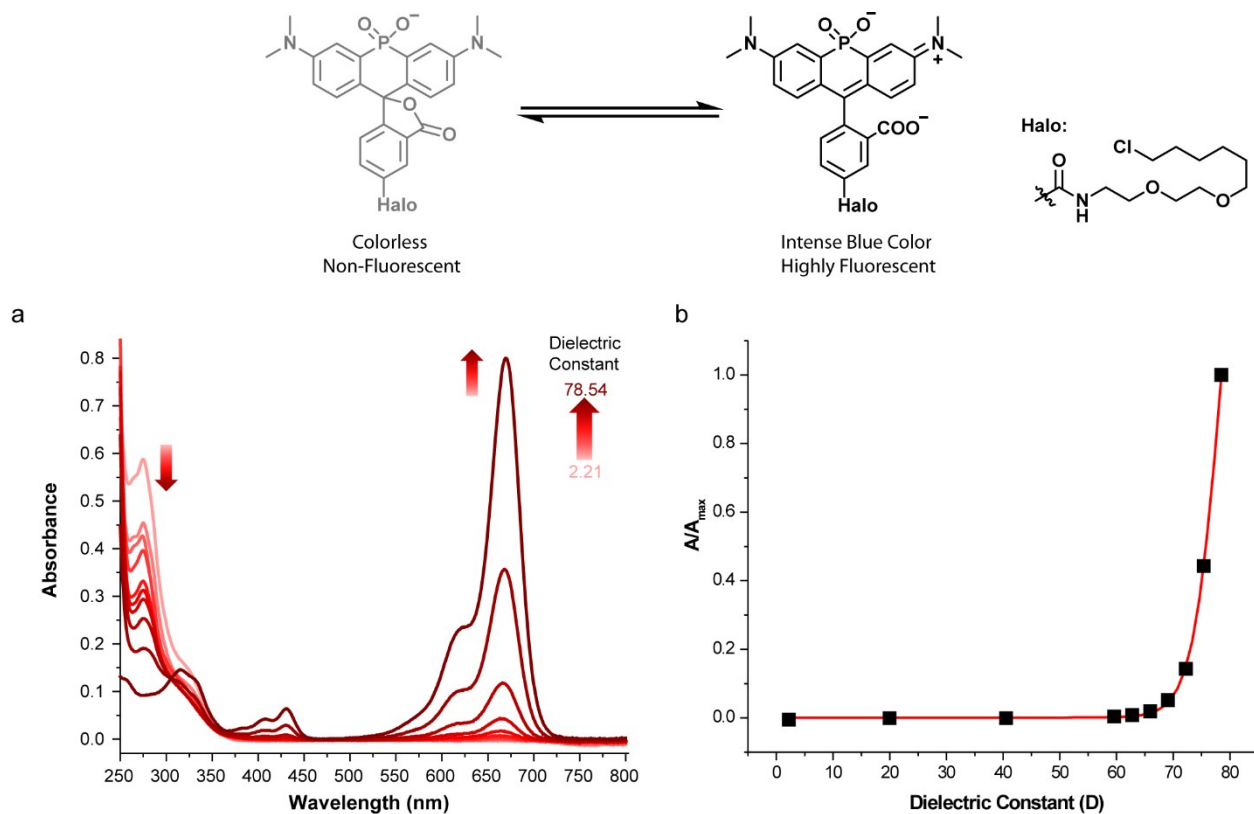 O O⁻
P
N N
+
O
O
COO⁻
Halo Halo
Halo:
Cl
O
N
H
O
O
Colorless
Non-Fluorescent
Intense Blue Color
Highly Fluorescent
a
Absorbance
0.8
0.7
0.6
0.5
0.4
0.3
0.2
0.1
0.0
250 300 350 400 450 500 550 600 650 700 750 800
Wavelength (nm)
Dielectric
Constant
78.54
2.21
b
A/Amax
1.0
0.8
0.6
0.4
0.2
0.0
0 10 20 30 40 50 60 70 80
Dielectric Constant (D)